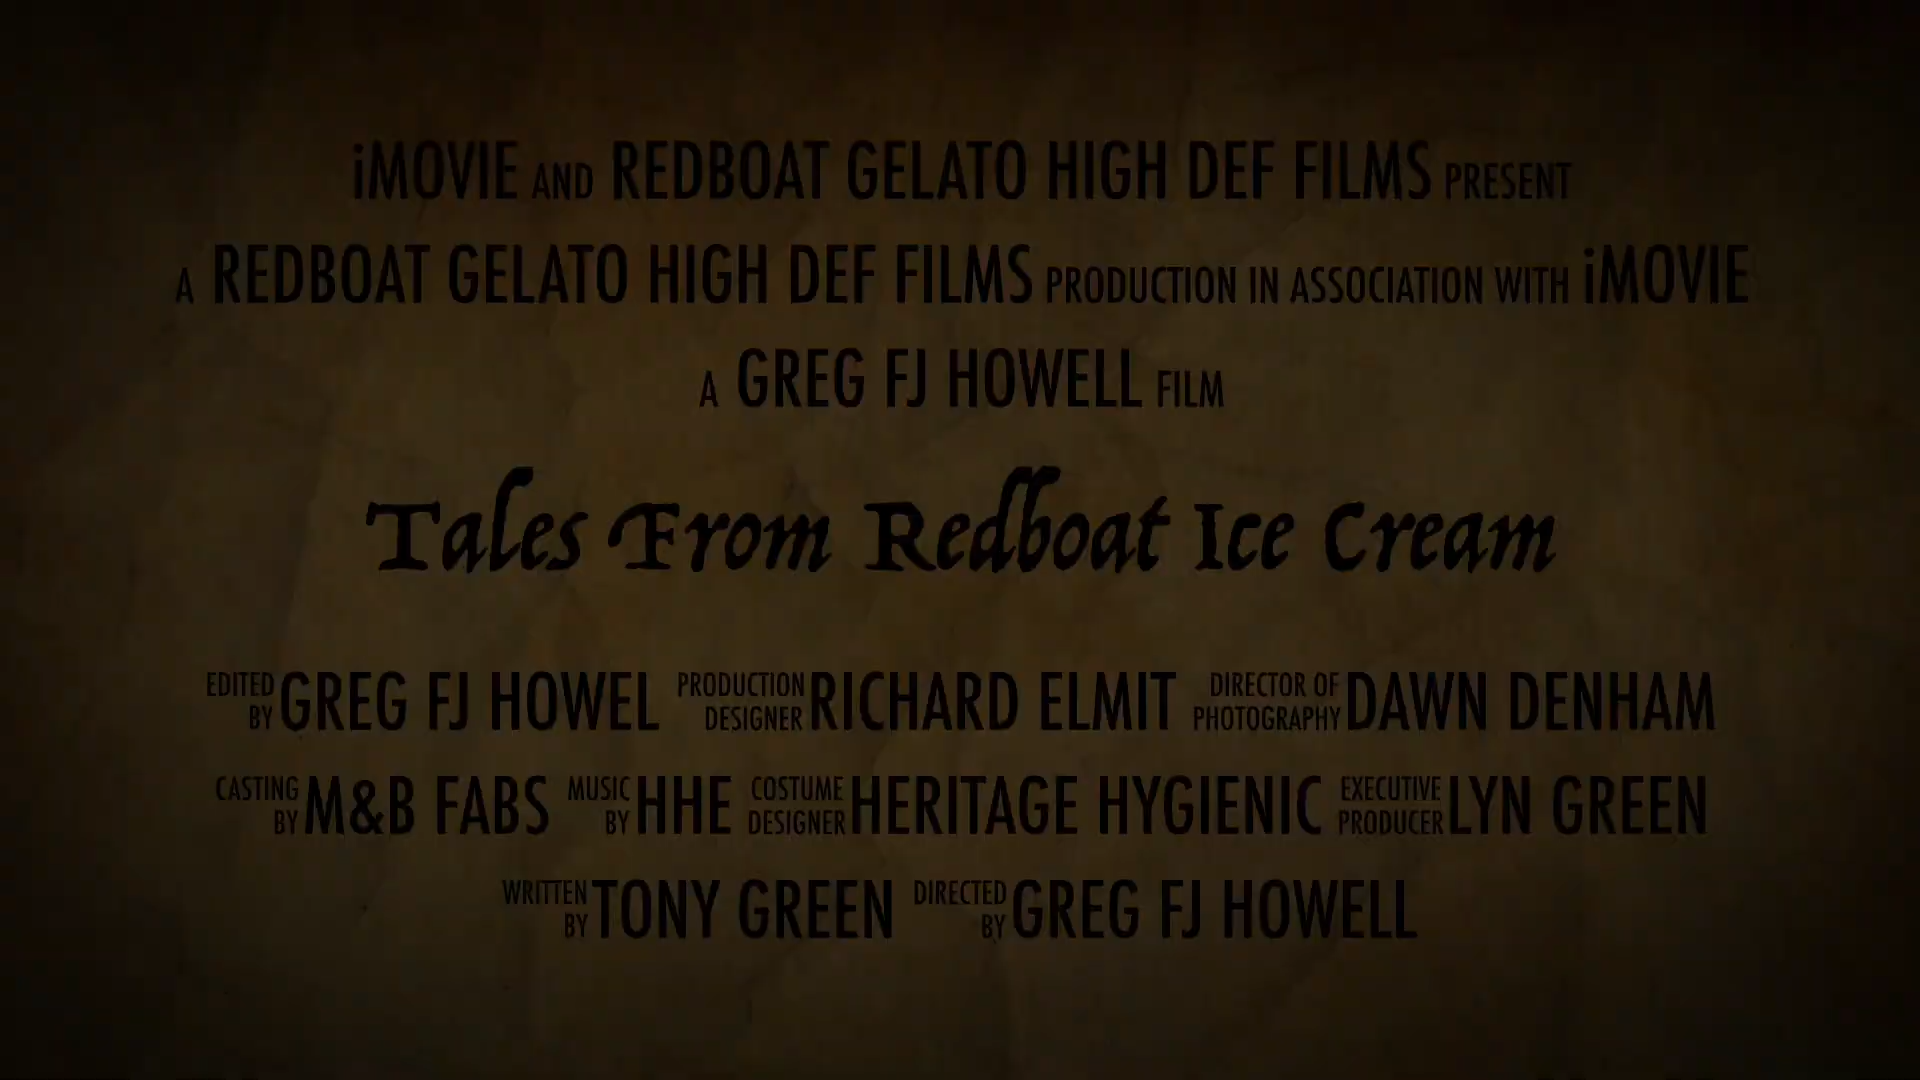 iMOVIE AND REDBOAT GELATO HIGH DEF FILMS PRESENT
A REDBOAT GELATO HIGH DEF FILMS PRODUCTION IN ASSOCIATION WITH iMOVIE
A GREG FJ HOWELL FILM
Tales From Redboat Ice Cream
EDITED BY GREG FJ HOWEL PRODUCTION DESIGNER RICHARD ELMIT DIRECTOR OF PHOTOGRAPHY DAWN DENHAM
CASTING BY M&B FABS MUSIC BY HHE COSTUME DESIGNER HERITAGE HYGIENIC EXECUTIVE PRODUCER LYN GREEN
WRITTEN BY TONY GREEN DIRECTED BY GREG FJ HOWELL